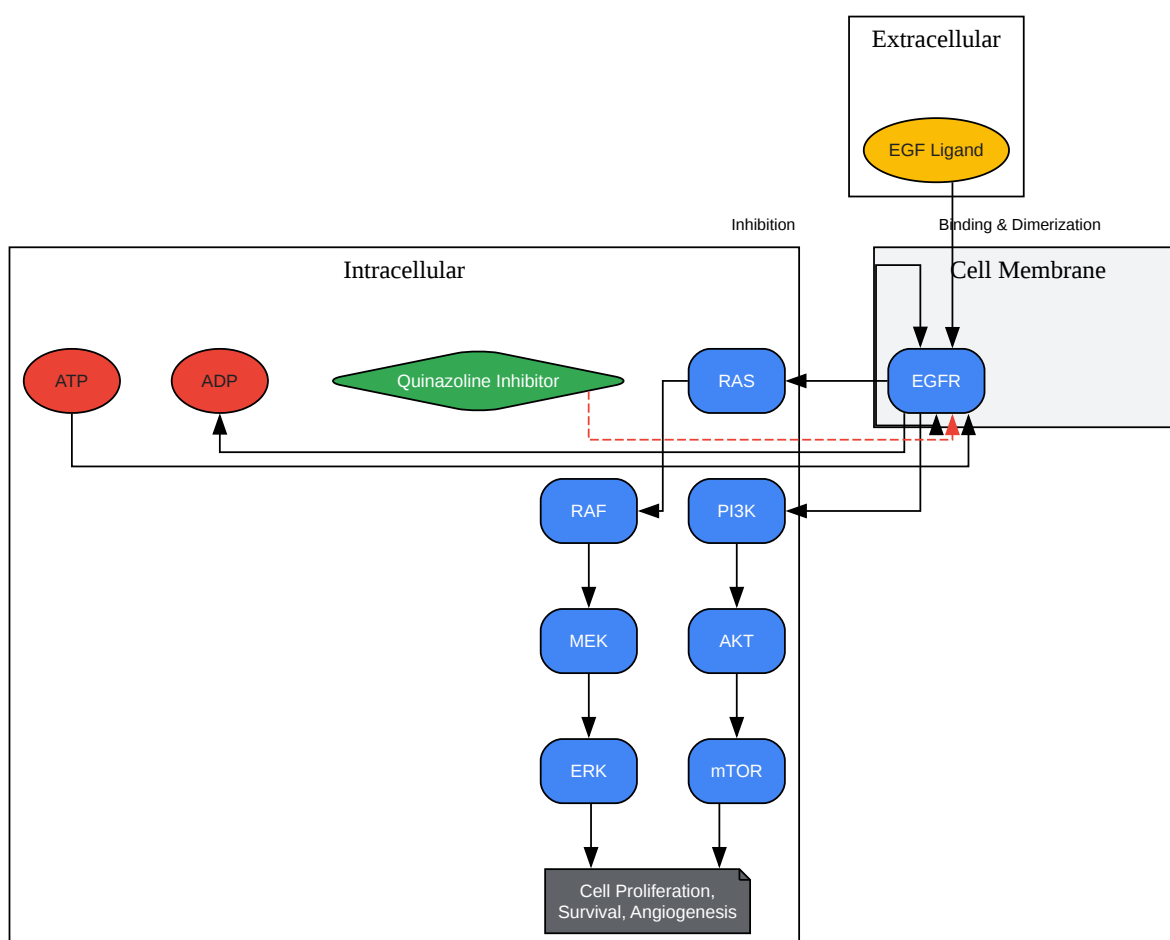 Extracellular
EGF Ligand
Inhibition
Binding & Dimerization
Intracellular
Cell Membrane
ATP
ADP
Quinazoline Inhibitor
RAS
EGFR
RAF
PI3K
MEK
AKT
ERK
mTOR
Cell Proliferation,
Survival, Angiogenesis